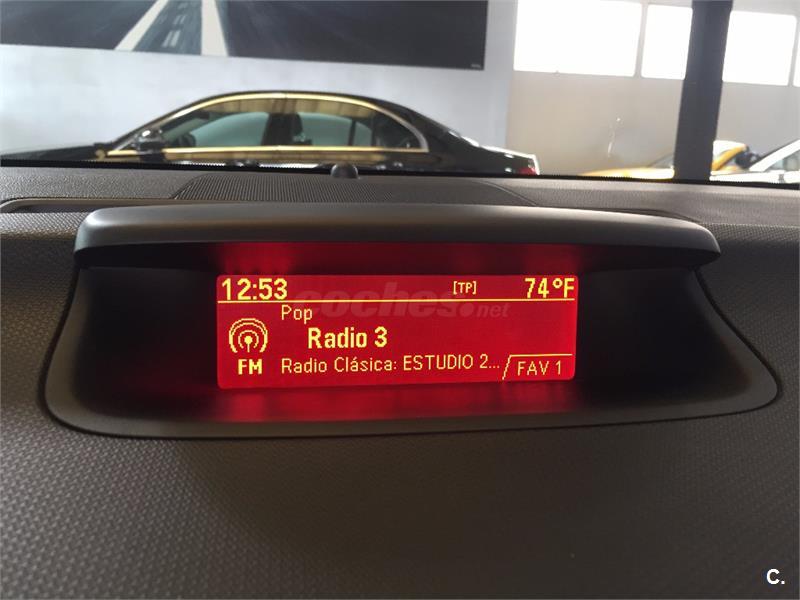 12:53 [TP] 74°F
coches.net
Pop
Radio 3
FM Radio Clásica: ESTUDIO 2... FAV 1
C.